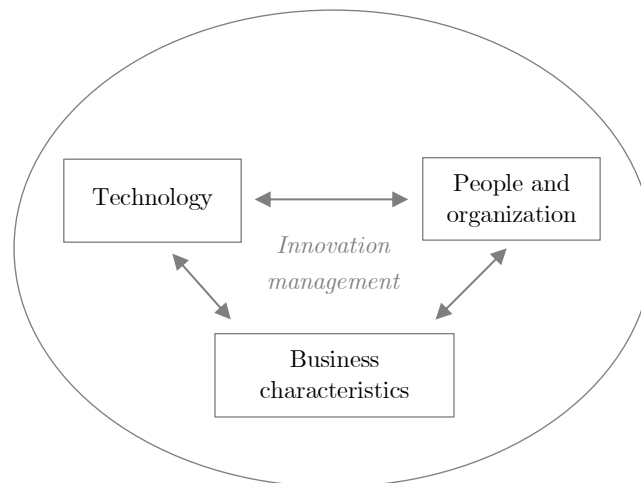 Technology
People and
organization
Innovation
management
Business
characteristics